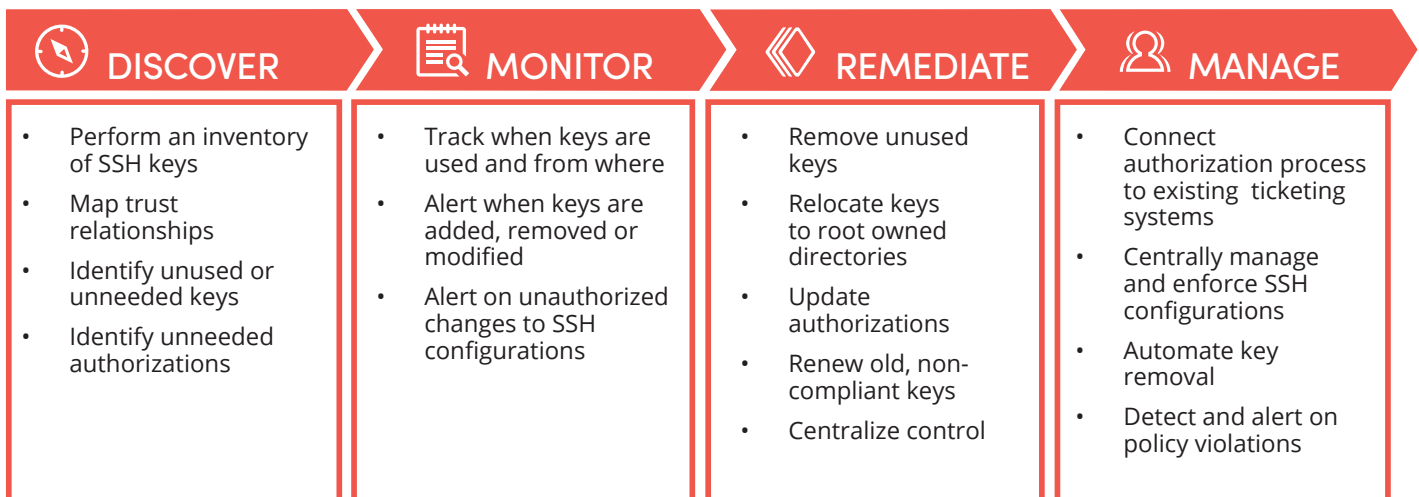 DISCOVER
• Perform an inventory
of SSH keys
• Map trust
relationships
• Identify unused or
unneeded keys
• Identify unneeded
authorizations
MONITOR
• Track when keys are
used and from where
• Alert when keys are
added, removed or
modified
• Alert on unauthorized
changes to SSH
configurations
REMEDIATE
• Remove unused
keys
• Relocate keys
to root owned
directories
• Update
authorizations
• Renew old, non-
compliant keys
• Centralize control
MANAGE
• Connect
authorization process
to existing ticketing
systems
• Centrally manage
and enforce SSH
configurations
• Automate key
removal
• Detect and alert on
policy violations